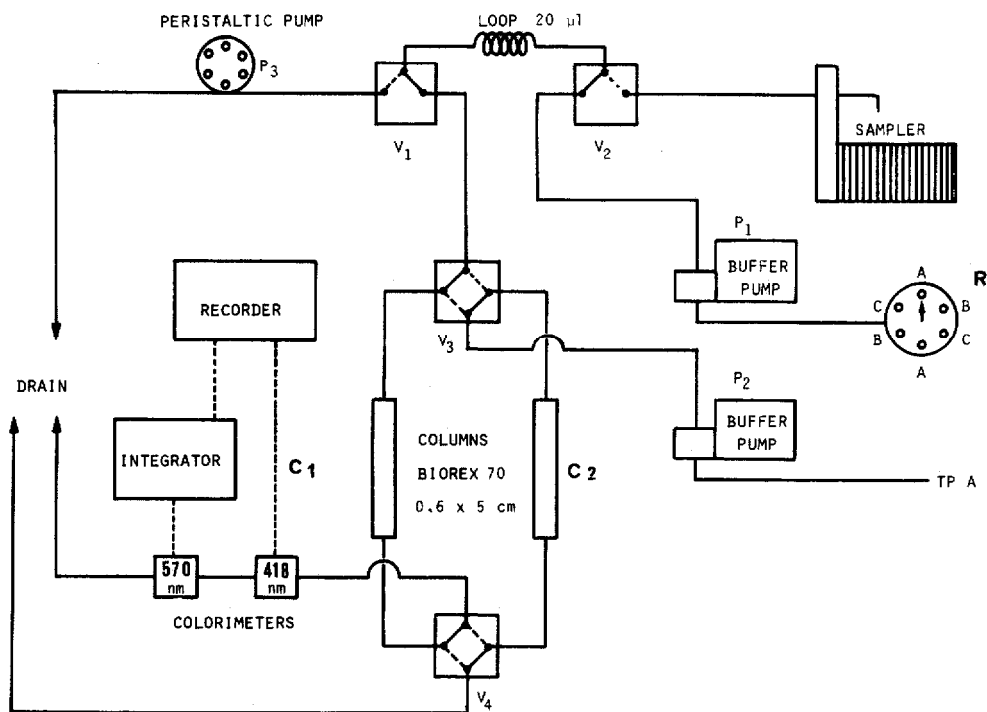 PERISTALTIC PUMP
P3
LOOP 20 µl
V1
V2
SAMPLER
P1
BUFFER
PUMP
R
A
C
B
B
C
A
RECORDER
V3
DRAIN
P2
BUFFER
PUMP
INTEGRATOR
C1
COLUMNS
BIOREX 70
0.6 x 5 cm
C2
TP A
570
nm
418
nm
COLORIMETERS
V4